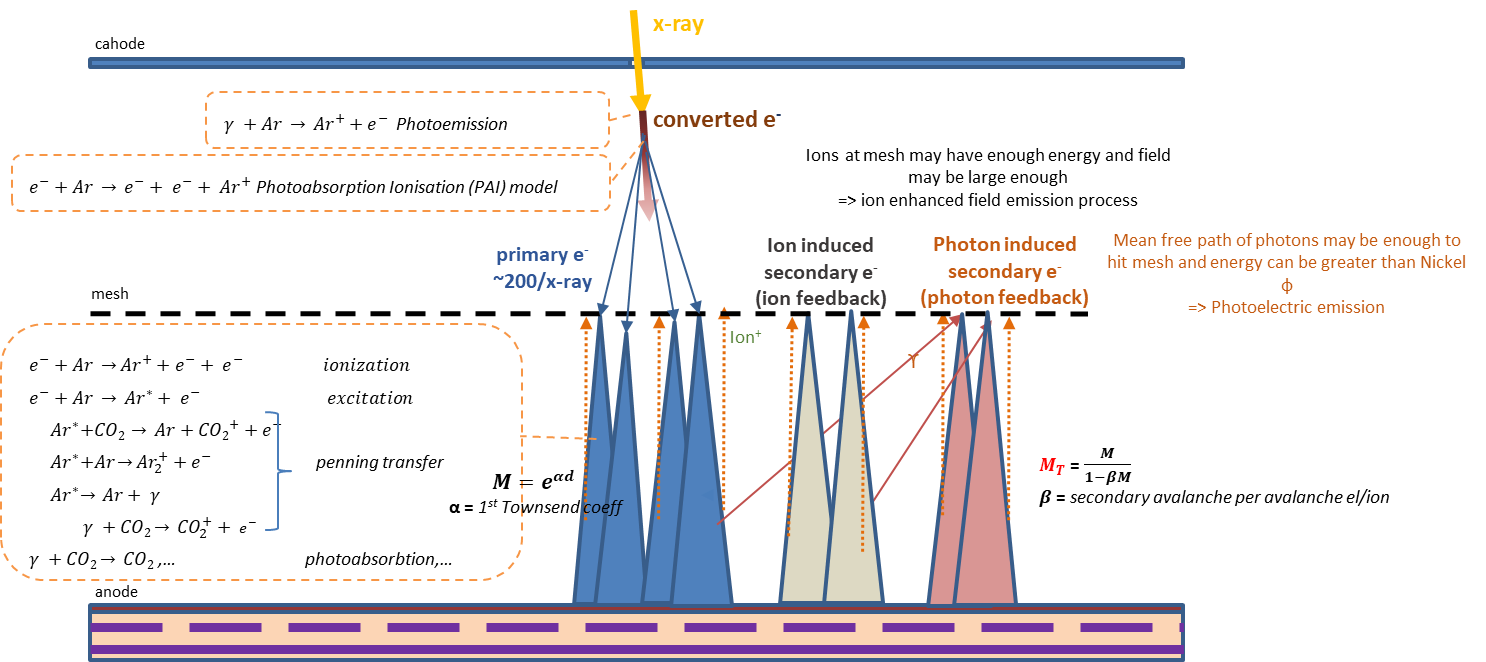 x-ray
cahode
γ + Ar → Ar⁺ + e⁻ Photoemission
converted e⁻
e⁻ + Ar → e⁻ + e⁻ + Ar⁺ Photoabsorption Ionisation (PAI) model
Ions at mesh may have enough energy and field
may be large enough
=> ion enhanced field emission process
primary e⁻
~200/x-ray
Ion induced
secondary e⁻
(ion feedback)
Photon induced
secondary e⁻
(photon feedback)
Mean free path of photons may be enough to
hit mesh and energy can be greater than Nickel
ф
=> Photoelectric emission
mesh
Ion⁺
ϒ
e⁻ + Ar → Ar⁺ + e⁻ + e⁻ ionization
e⁻ + Ar → Ar* + e⁻ excitation
Ar*+CO₂ → Ar + CO₂⁺ + e⁻
Ar*+Ar → Ar₂⁺ + e⁻ penning transfer
Ar* → Ar + γ
γ + CO₂ → CO₂⁺ + e⁻
γ + CO₂ → CO₂ ,... photoabsorbtion,...
M = e^{αd}
α = 1st Townsend coeff
M_T = M / (1−βM)
β = secondary avalanche per avalanche el/ion
anode